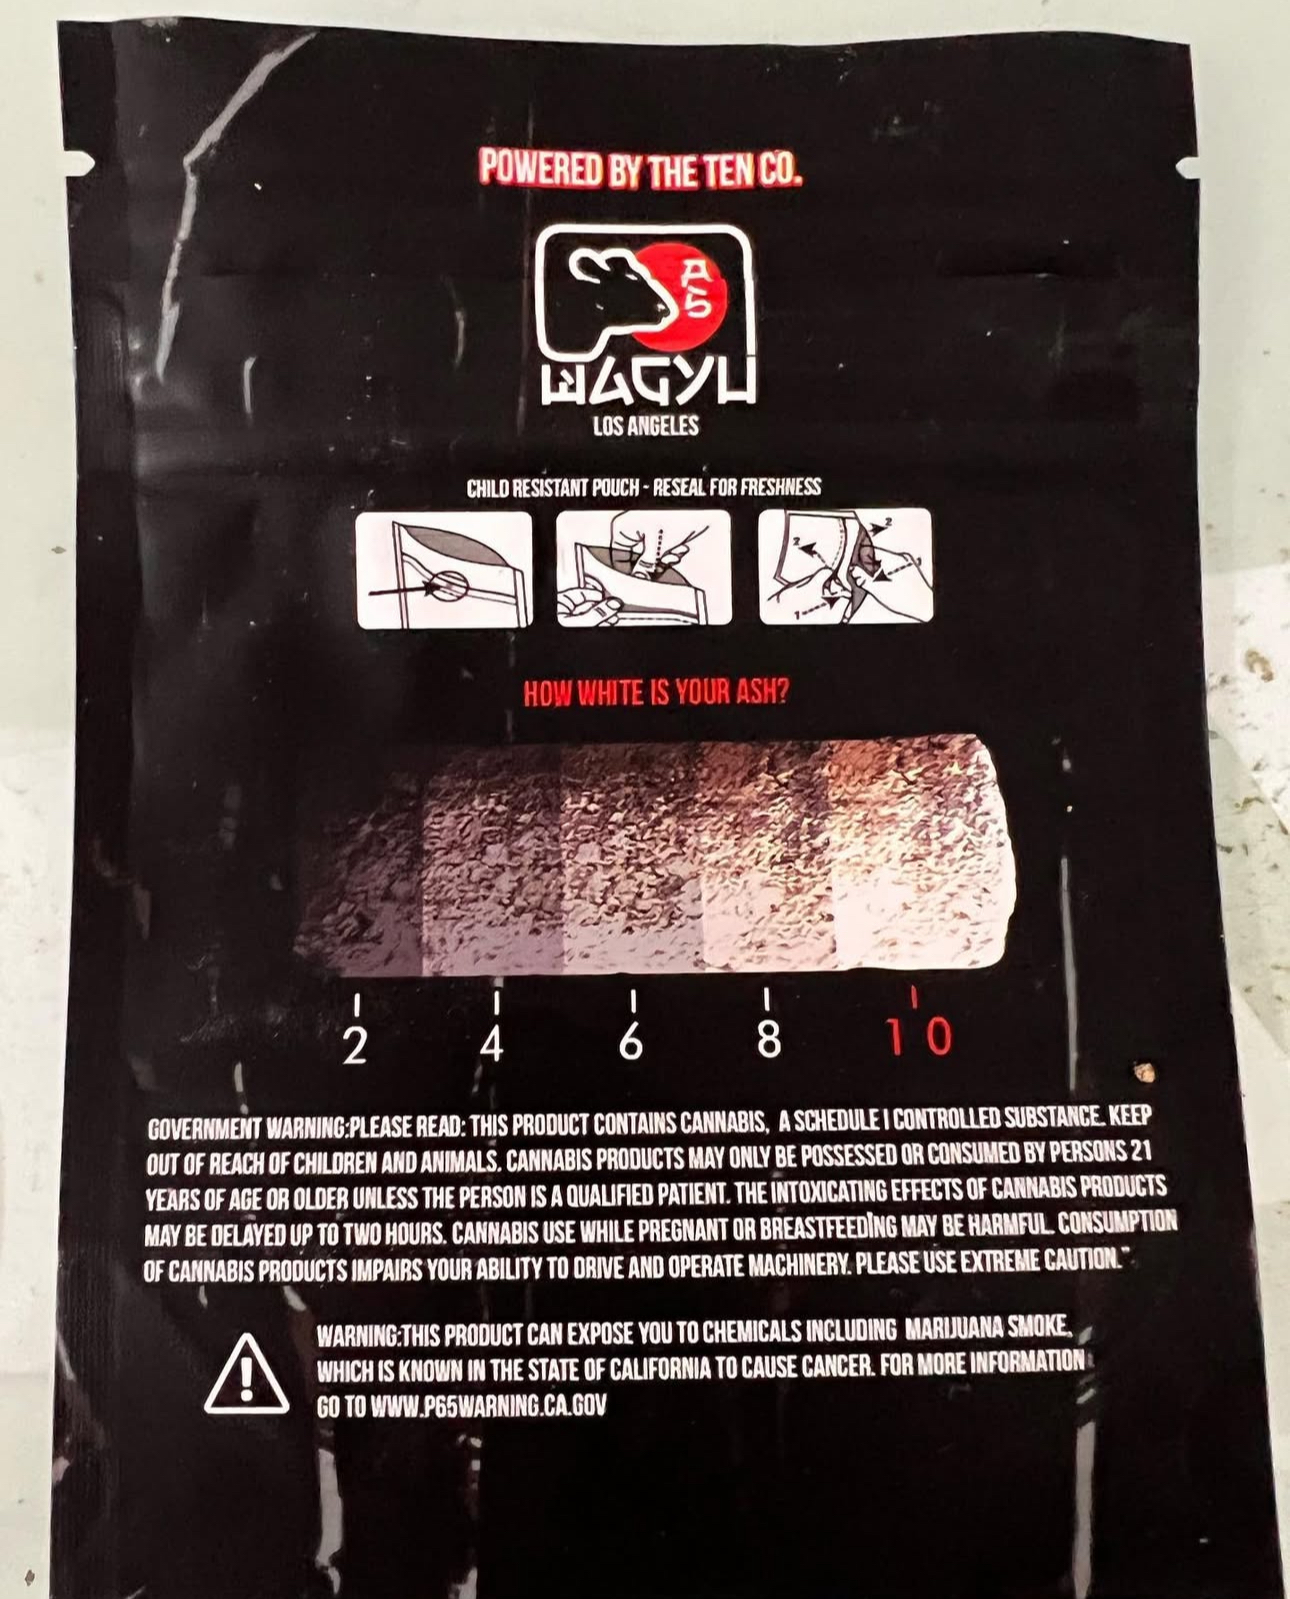 POWERED BY THE TEN CO.
A5
WAGYU
LOS ANGELES
CHILD RESISTANT POUCH - RESEAL FOR FRESHNESS
2
2
1
HOW WHITE IS YOUR ASH?
2 4 6 8 10
GOVERNMENT WARNING:PLEASE READ: THIS PRODUCT CONTAINS CANNABIS, A SCHEDULE I CONTROLLED SUBSTANCE. KEEP
OUT OF REACH OF CHILDREN AND ANIMALS. CANNABIS PRODUCTS MAY ONLY BE POSSESSED OR CONSUMED BY PERSONS 21
YEARS OF AGE OR OLDER UNLESS THE PERSON IS A QUALIFIED PATIENT. THE INTOXICATING EFFECTS OF CANNABIS PRODUCTS
MAY BE DELAYED UP TO TWO HOURS. CANNABIS USE WHILE PREGNANT OR BREASTFEEDING MAY BE HARMFUL. CONSUMPTION
OF CANNABIS PRODUCTS IMPAIRS YOUR ABILITY TO DRIVE AND OPERATE MACHINERY. PLEASE USE EXTREME CAUTION."
WARNING:THIS PRODUCT CAN EXPOSE YOU TO CHEMICALS INCLUDING MARIJUANA SMOKE,
WHICH IS KNOWN IN THE STATE OF CALIFORNIA TO CAUSE CANCER. FOR MORE INFORMATION
GO TO WWW.P65WARNING.CA.GOV